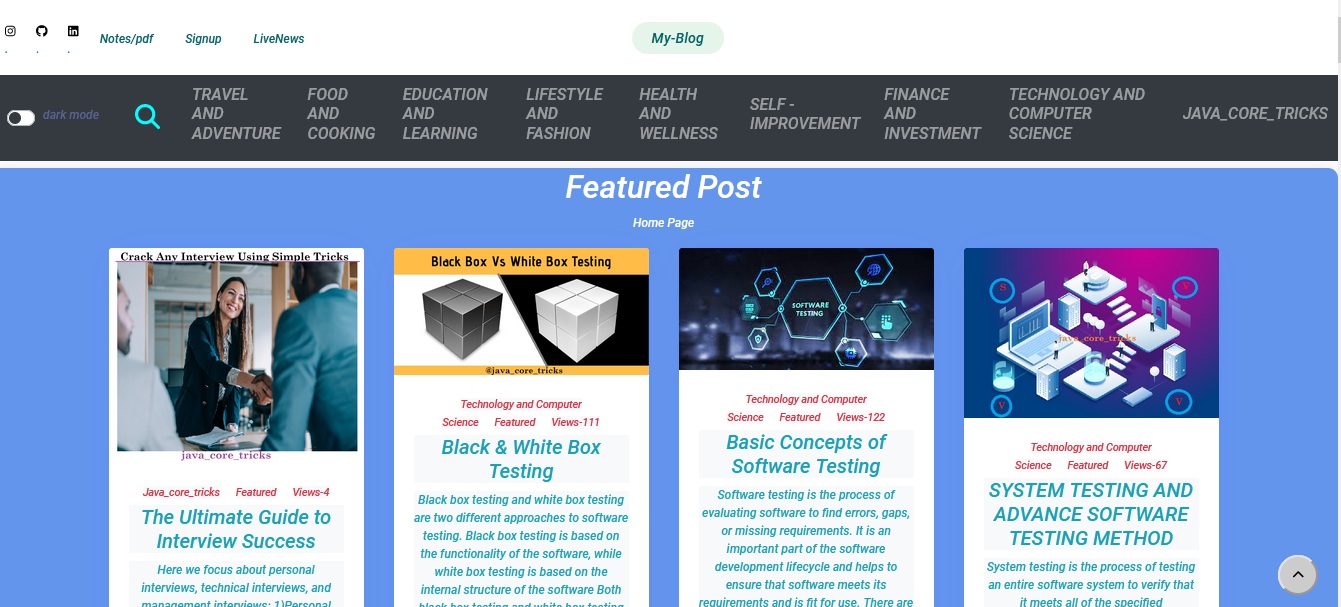 Notes/pdf Signup LiveNews My-Blog
dark mode
TRAVEL
AND
ADVENTURE
FOOD
AND
COOKING
EDUCATION
AND
LEARNING
LIFESTYLE
AND
FASHION
HEALTH
AND
WELLNESS
SELF -
IMPROVEMENT
FINANCE
AND
INVESTMENT
TECHNOLOGY AND
COMPUTER
SCIENCE
JAVA_CORE_TRICKS
Featured Post
Home Page
Crack Any Interview Using Simple Tricks
java_core_tricks
Java_core_tricks Featured Views-4
The Ultimate Guide to
Interview Success
Here we focus about personal
interviews, technical interviews, and
management interviews: 1)Personal
Black Box Vs White Box Testing
@java_core_tricks
Technology and Computer
Science Featured Views-111
Black & White Box
Testing
Black box testing and white box testing
are two different approaches to software
testing. Black box testing is based on
the functionality of the software, while
white box testing is based on the
internal structure of the software Both
black box testing and white box testing
SOFTWARE
TESTING
Technology and Computer
Science Featured Views-122
Basic Concepts of
Software Testing
Software testing is the process of
evaluating software to find errors, gaps,
or missing requirements. It is an
important part of the software
development lifecycle and helps to
ensure that software meets its
requirements and is fit for use. There are
S V
java_core_tricks
V V
Technology and Computer
Science Featured Views-67
SYSTEM TESTING AND
ADVANCE SOFTWARE
TESTING METHOD
System testing is the process of testing
an entire software system to verify that
it meets all of the specified